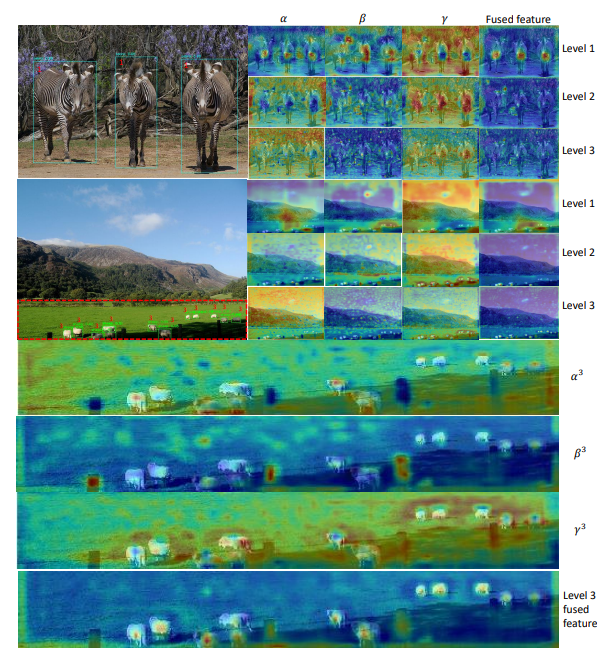 α β γ Fused feature
Level 1
Level 2
Level 3
Level 1
Level 2
Level 3
α³
β³
γ³
Level 3
fused
feature